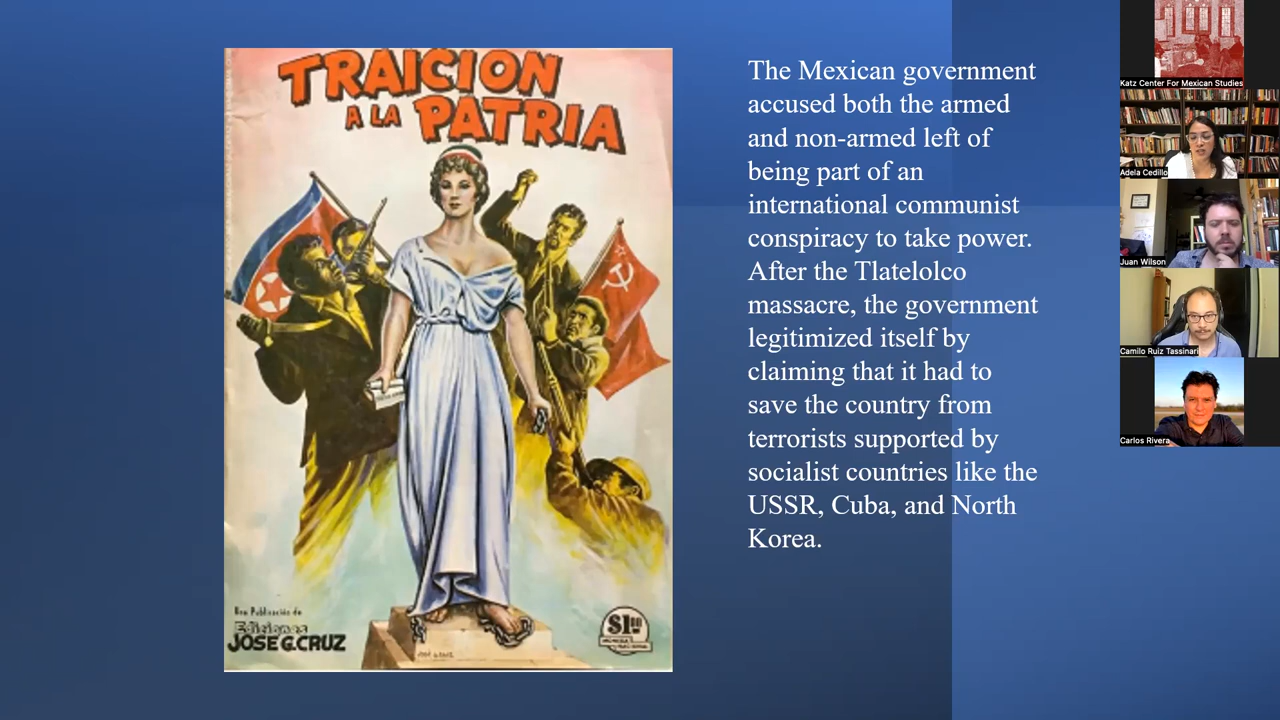 TRAICION
A LA PATRIA
Una Publicación de
Ediciones
JOSE G. CRUZ
$1.00
The Mexican government
accused both the armed
and non-armed left of
being part of an
international communist
conspiracy to take power.
After the Tlatelolco
massacre, the government
legitimized itself by
claiming that it had to
save the country from
terrorists supported by
socialist countries like the
USSR, Cuba, and North
Korea.
Katz Center For Mexican Studies
Adela Cedillo
Juan Wilson
Camilo Ruiz Tassinari
Carlos Rivera